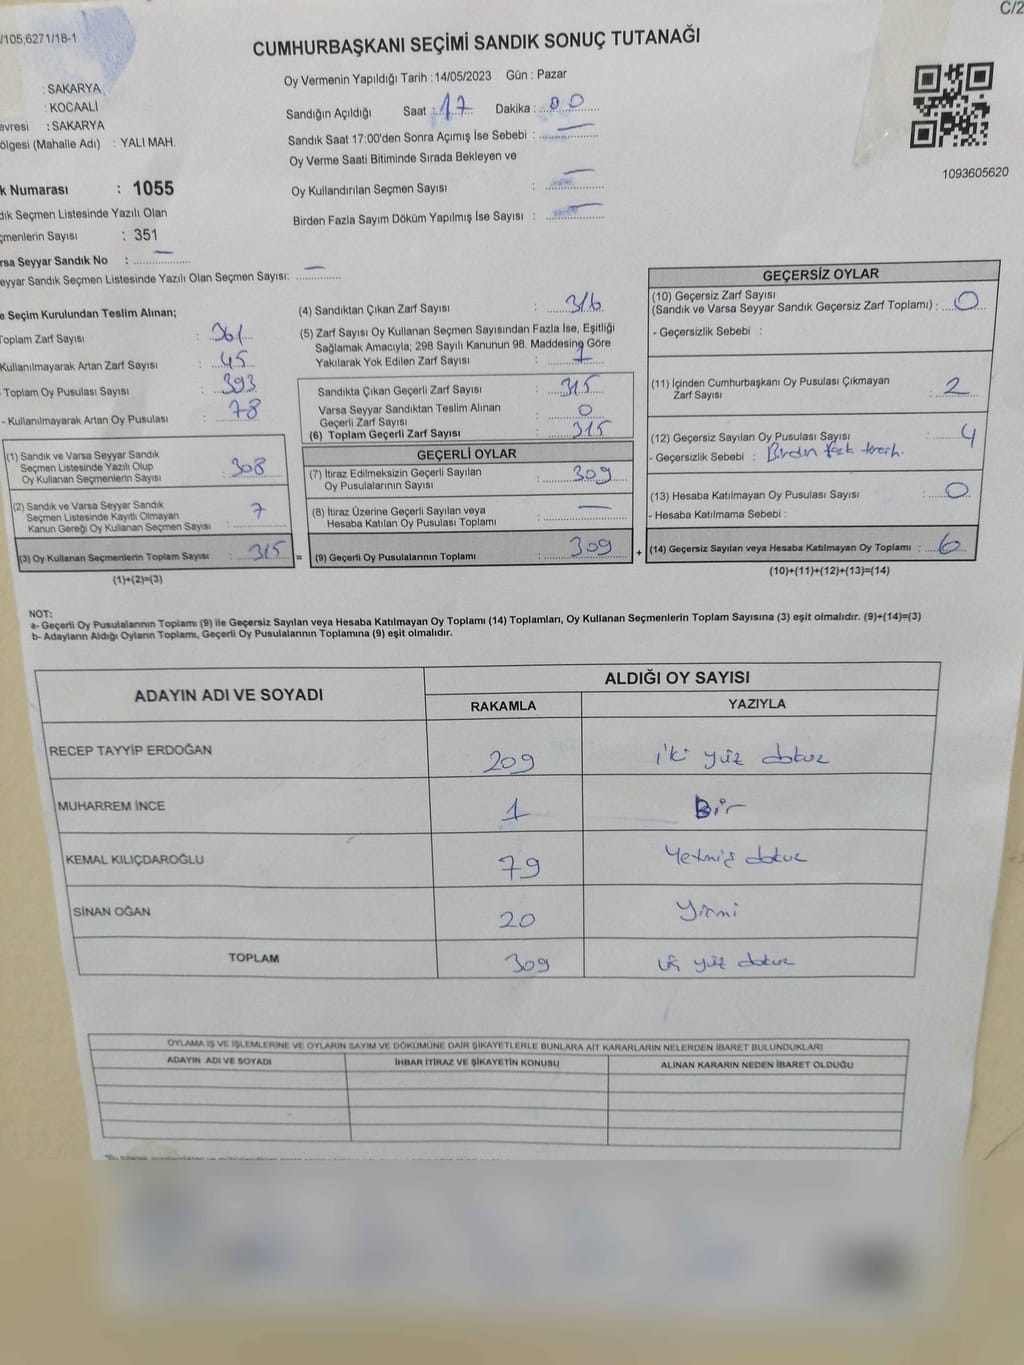 C/2
/105,6271/18-1
CUMHURBAŞKANI SEÇİMİ SANDIK SONUÇ TUTANAĞI
Oy Vermenin Yapıldığı Tarih : 14/05/2023 Gün : Pazar
: SAKARYA
: KOCAALİ
evresi : SAKARYA
ölgesi (Mahalle Adı) : YALI MAH.
Sandığın Açıldığı Saat : 17 Dakika : 00
Sandık Saat 17:00'den Sonra Açımış İse Sebebi : —
Oy Verme Saati Bitiminde Sırada Bekleyen ve
Oy Kullandırılan Seçmen Sayısı : —
Birden Fazla Sayım Döküm Yapılmış İse Sayısı : —
1093605620
k Numarası : 1055
dık Seçmen Listesinde Yazılı Olan
çmenlerin Sayısı : 351
rsa Seyyar Sandık No : —
eyyar Sandık Seçmen Listesinde Yazılı Olan Seçmen Sayısı: —
e Seçim Kurulundan Teslim Alınan;
Toplam Zarf Sayısı : 361
Kullanılmayarak Artan Zarf Sayısı : 45
- Toplam Oy Pusulası Sayısı : 393
- Kullanılmayarak Artan Oy Pusulası : 78
(1) Sandık ve Varsa Seyyar Sandık
Seçmen Listesinde Yazılı Olup
Oy Kullanan Seçmenlerin Sayısı : 308
(2) Sandık ve Varsa Seyyar Sandık
Seçmen Listesinde Kayıtlı Olmayan
Kanun Gereği Oy Kullanan Seçmen Sayısı : 7
(3) Oy Kullanan Seçmenlerin Toplam Sayısı : 315 =
(1)+(2)=(3)
(4) Sandıktan Çıkan Zarf Sayısı : 316
(5) Zarf Sayısı Oy Kullanan Seçmen Sayısından Fazla İse, Eşitliği
Sağlamak Amacıyla; 298 Sayılı Kanunun 98. Maddesine Göre
Yakılarak Yok Edilen Zarf Sayısı : 1
Sandıkta Çıkan Geçerli Zarf Sayısı : 315
Varsa Seyyar Sandıktan Teslim Alınan
Geçerli Zarf Sayısı : 0
(6) Toplam Geçerli Zarf Sayısı : 315
GEÇERLİ OYLAR
(7) İtiraz Edilmeksizin Geçerli Sayılan
Oy Pusulalarının Sayısı : 309
(8) İtiraz Üzerine Geçerli Sayılan veya
Hesaba Katılan Oy Pusulası Toplamı : —
(9) Geçerli Oy Pusulalarının Toplamı : 309 +
GEÇERSİZ OYLAR
(10) Geçersiz Zarf Sayısı
(Sandık ve Varsa Seyyar Sandık Geçersiz Zarf Toplamı) : 0
- Geçersizlik Sebebi :
(11) İçinden Cumhurbaşkanı Oy Pusulası Çıkmayan
Zarf Sayısı : 2
(12) Geçersiz Sayılan Oy Pusulası Sayısı : 4
- Geçersizlik Sebebi :
(13) Hesaba Katılmayan Oy Pusulası Sayısı : 0
- Hesaba Katılmama Sebebi :
(14) Geçersiz Sayılan veya Hesaba Katılmayan Oy Toplamı : 6
(10)+(11)+(12)+(13)=(14)
NOT:
a- Geçerli Oy Pusulalarının Toplamı (9) ile Geçersiz Sayılan veya Hesaba Katılmayan Oy Toplamı (14) Toplamları, Oy Kullanan Seçmenlerin Toplam Sayısına (3) eşit olmalıdır. (9)+(14)=(3)
b- Adayların Aldığı Oyların Toplamı, Geçerli Oy Pusulalarının Toplamına (9) eşit olmalıdır.
ADAYIN ADI VE SOYADI ALDIĞI OY SAYISI
RAKAMLA YAZIYLA
RECEP TAYYİP ERDOĞAN 209 iki yüz dokuz
MUHARREM İNCE 1 Bir
KEMAL KILIÇDAROĞLU 79 Yetmiş dokuz
SİNAN OĞAN 20 Yirmi
TOPLAM 309 üç yüz dokuz
OYLAMA İŞ VE İŞLEMLERİNE VE OYLARIN SAYIM VE DÖKÜMÜNE DAİR ŞİKAYETLERLE BUNLARA AİT KARARLARIN NELERDEN İBARET BULUNDUKLARI
ADAYIN ADI VE SOYADI İHBAR İTİRAZ VE ŞİKAYETİN KONUSU ALINAN KARARIN NEDEN İBARET OLDUĞU